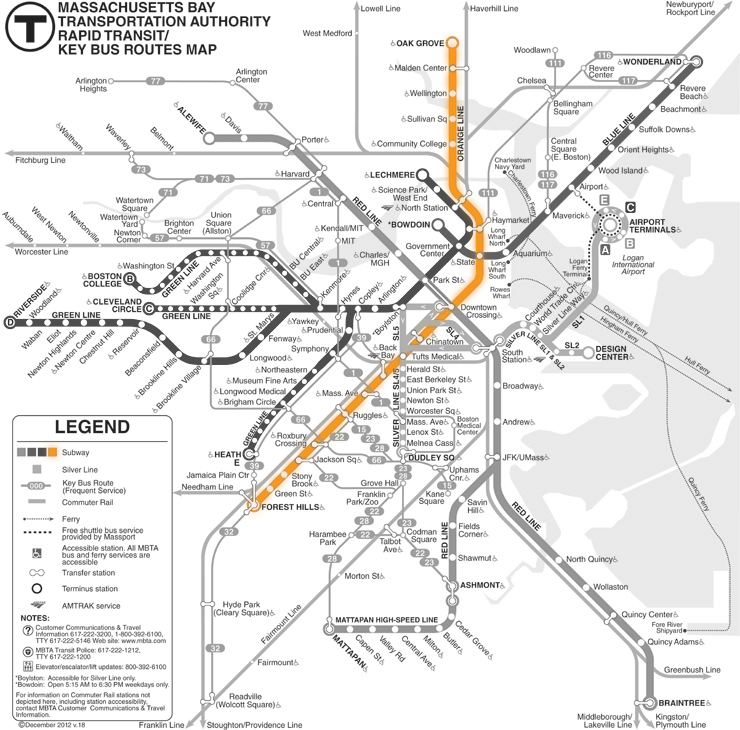 MASSACHUSETTS BAY
TRANSPORTATION AUTHORITY
RAPID TRANSIT/
KEY BUS ROUTES MAP
T
Lowell Line
Haverhill Line
Newburyport/
Rockport Line
West Medford
OAK GROVE
Malden Center
Wellington
Sullivan Sq
Community College
ORANGE LINE
Woodlawn
111
116
Revere
Center
117
WONDERLAND
Chelsea
Bellingham
Square
Revere
Beach
Beachmont
Suffolk Downs
Orient Heights
Wood Island
BLUE LINE
Central
Square
(E. Boston)
116
117
Airport
Maverick
E
C
A
B
AIRPORT
TERMINALS
Logan
International
Airport
Logan
Ferry
Terminal
Arlington
Heights
77
Arlington
Center
77
ALEWIFE
Davis
Porter
Harvard
1
Central
Kendall/MIT
MIT
Charles/
MGH
RED LINE
Waltham
Waverley
Belmont
Fitchburg Line
73
71
73
71
Watertown
Square
Watertown
Yard
Newton
Corner
57
Brighton
Center
Union
Square
(Allston)
66
57
Auburndale
West Newton
Newtonville
Worcester Line
LECHMERE
Science Park/
West End
North Station
*BOWDOIN
Government
Center
Haymarket
111
State
Park St
Charlestown
Navy Yard
Charlestown Ferry
Long
Wharf
North
Aquarium
Long
Wharf
South
Rowes
Wharf
Downtown
Crossing
BOSTON
COLLEGE
B
Washington St
GREEN LINE
Harvard Ave
Washington
Sq
Coolidge Cnr
BU Central
BU East
Kenmore
Hynes
Copley
Arlington
*Boylston
CLEVELAND
CIRCLE
C
GREEN LINE
St. Marys
RIVERSIDE
D
Woodland
Waban
Eliot
Newton Highlands
Newton Centre
Chestnut Hill
Reservoir
GREEN LINE
Beaconsfield
Brookline Hills
Brookline Village
66
Fenway
Longwood
Yawkey
Prudential
Symphony
Northeastern
Museum Fine Arts
Longwood Medical
Brigham Circle
GREEN LINE
HEATH
E
39
39
Back
Bay
1
1
SL5
SL4
Chinatown
Tufts Medical
SILVER LINE SL4/5
Herald St
East Berkeley St
Union Park St
Newton St
Worcester Sq
Mass. Ave
Lenox St
Melnea Cass
DUDLEY SQ
Boston
Medical
Center
Mass. Ave
Ruggles
15
22
23
28
Roxbury
Crossing
66
66
Jackson Sq
Stony
Brook
Green St
FOREST HILLS
Jamaica Plain Ctr
Needham Line
South
Station
Courthouse
World Trade Ctr
Silver Line Way
SILVER LINE SL1 & SL2
SL1
SL2
DESIGN
CENTER
Quincy/Hull Ferry
Hingham Ferry
Hull Ferry
Quincy Ferry
Broadway
Andrew
JFK/UMass
Uphams
Cnr.
15
Kane
Square
23
28
Grove Hall
Franklin
Park/Zoo
22
28
22
Harambee
Park
28
Talbot
Ave
23
Codman
Square
22
23
Morton St
Savin
Hill
Fields
Corner
Shawmut
RED LINE
ASHMONT
Cedar Grove
Butler
Milton
Central Ave
Valley Rd
Capen St
MATTAPAN
MATTAPAN HIGH-SPEED LINE
RED LINE
North Quincy
Wollaston
Quincy Center
Fore River
Shipyard
Quincy Adams
Greenbush Line
BRAINTREE
Middleborough/
Lakeville Line
Kingston/
Plymouth Line
32
Hyde Park
(Cleary Square)
32
Fairmount Line
Fairmount
Readville
(Wolcott Square)
Franklin Line
Stoughton/Providence Line
LEGEND
Subway
Silver Line
000
Key Bus Route
(Frequent Service)
Commuter Rail
Ferry
Free shuttle bus service
provided by Massport
Accessible station. All MBTA
bus and ferry services are
accessible
Transfer station
Terminus station
AMTRAK service
NOTES:
Customer Communications & Travel
Information 617-222-3200, 1-800-392-6100,
TTY 617-222-5146 Web site: www.mbta.com
MBTA Transit Police: 617-222-1212,
TTY 617-222-1200
Elevator/escalator/lift updates: 800-392-6100
*Boylston: Accessible for Silver Line only.
*Bowdoin: Open 5:15 AM to 6:30 PM weekdays only.
For information on Commuter Rail stations not
depicted here, including station accessibility,
contact MBTA Customer Communications & Travel
Information.
©December 2012 v.18